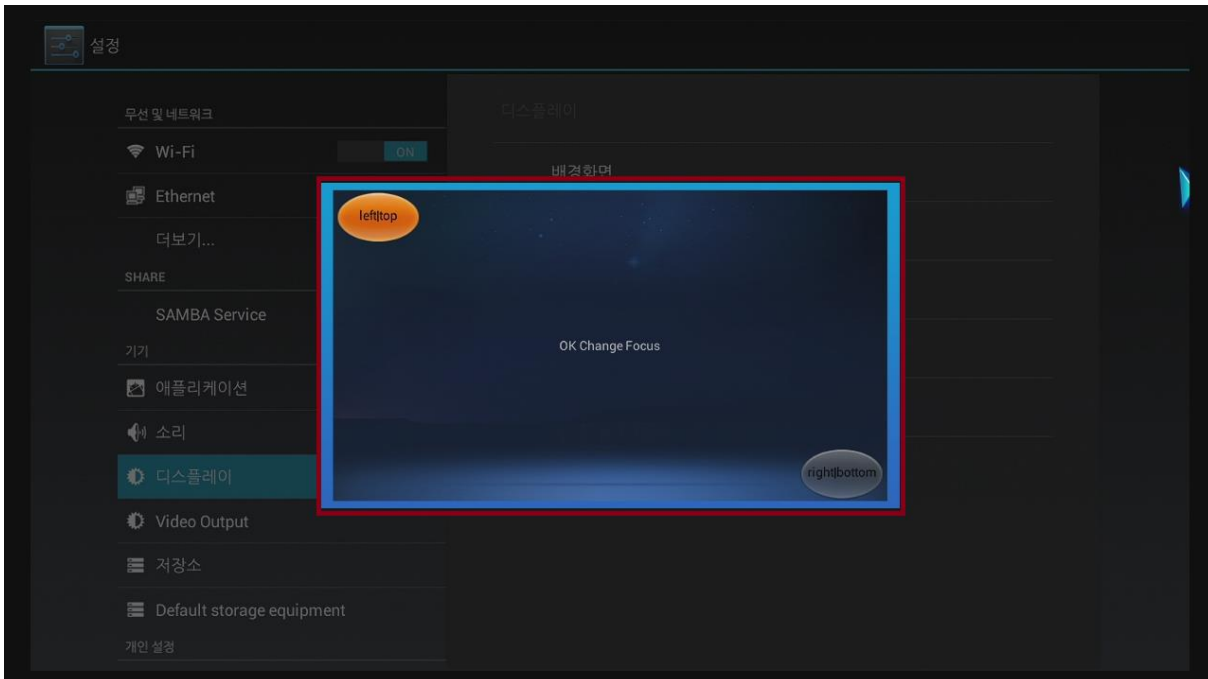 설정
무선 및 네트워크
Wi-Fi
ON
Ethernet
더보기...
SHARE
SAMBA Service
기기
애플리케이션
소리
디스플레이
Video Output
저장소
Default storage equipment
개인 설정
디스플레이
배경화면
left|top
OK Change Focus
right|bottom